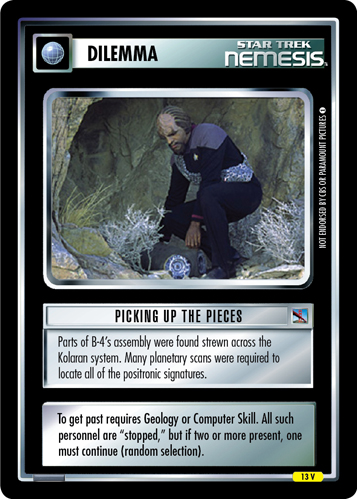 DILEMMA
STAR TREK
NEMESIS
NOT ENDORSED BY CBS OR PARAMOUNT PICTURES
PICKING UP THE PIECES
Parts of B-4's assembly were found strewn across the
Kolaran system. Many planetary scans were required to
locate all of the positronic signatures.
To get past requires Geology or Computer Skill. All such
personnel are “stopped,” but if two or more present, one
must continue (random selection).
13 V